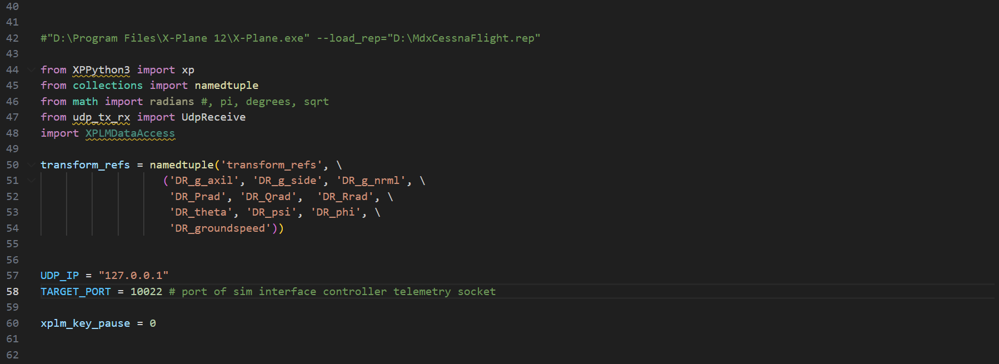 40
41
42 #"D:\Program Files\X-Plane 12\X-Plane.exe" --load_rep="D:\MdxCessnaFlight.rep"
43
44 from XPPython3 import xp
45 from collections import namedtuple
46 from math import radians #, pi, degrees, sqrt
47 from udp_tx_rx import UdpReceive
48 import XPLMDataAccess
49
50 transform_refs = namedtuple('transform_refs', \
51 ('DR_g_axil', 'DR_g_side', 'DR_g_nrml', \
52 'DR_Prad', 'DR_Qrad',  'DR_Rrad', \
53 'DR_theta', 'DR_psi', 'DR_phi', \
54 'DR_groundspeed'))
55
56
57 UDP_IP = "127.0.0.1"
58 TARGET_PORT = 10022 # port of sim interface controller telemetry socket
59
60 xplm_key_pause = 0
61
62